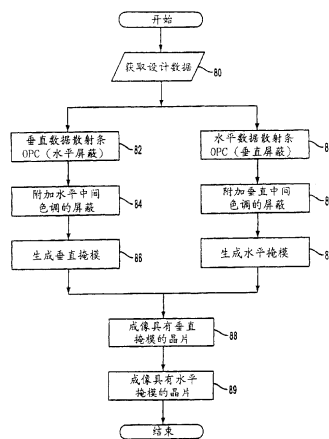 开始
获取设计数据
80
垂直数据散射条
OPC（水平屏蔽）
82
水平数据散射条
OPC（垂直屏蔽）
附加水平中间
色调的屏蔽
84
附加垂直中间
色调的屏蔽
生成垂直掩模
86
生成水平掩模
成像具有垂直
掩模的晶片
88
成像具有水平
掩模的晶片
89
结束